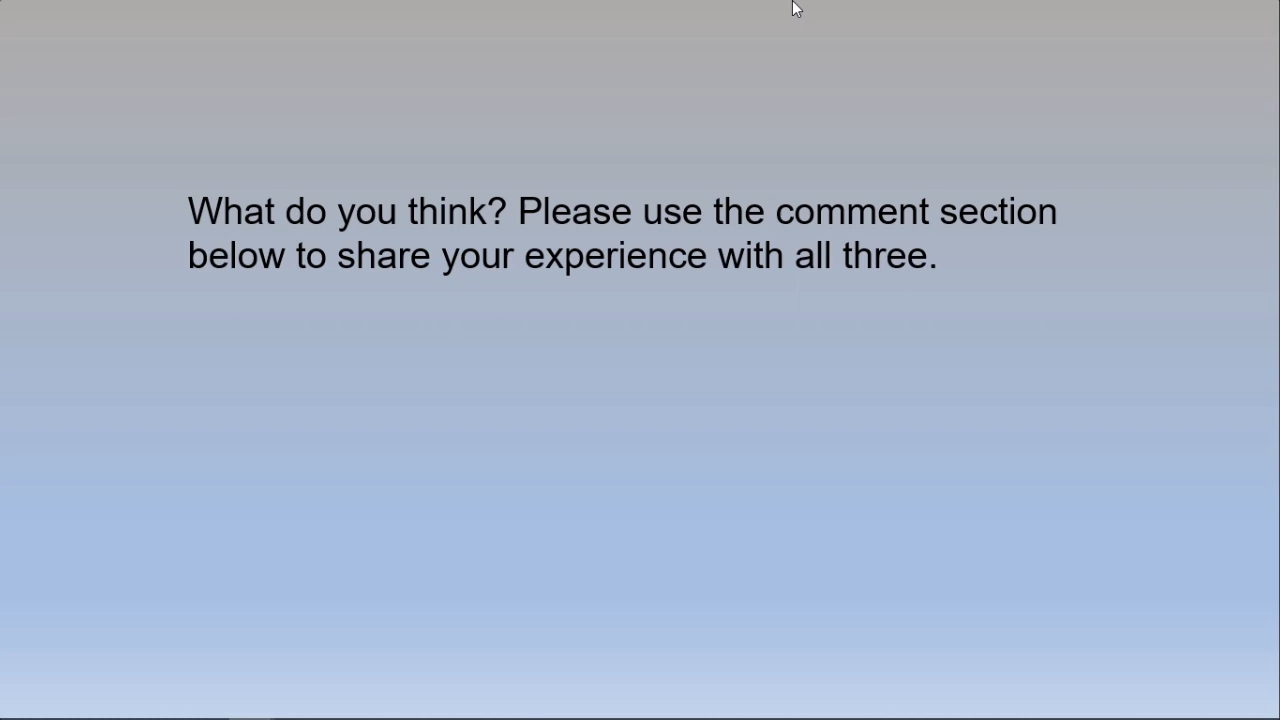 What do you think? Please use the comment section
below to share your experience with all three.